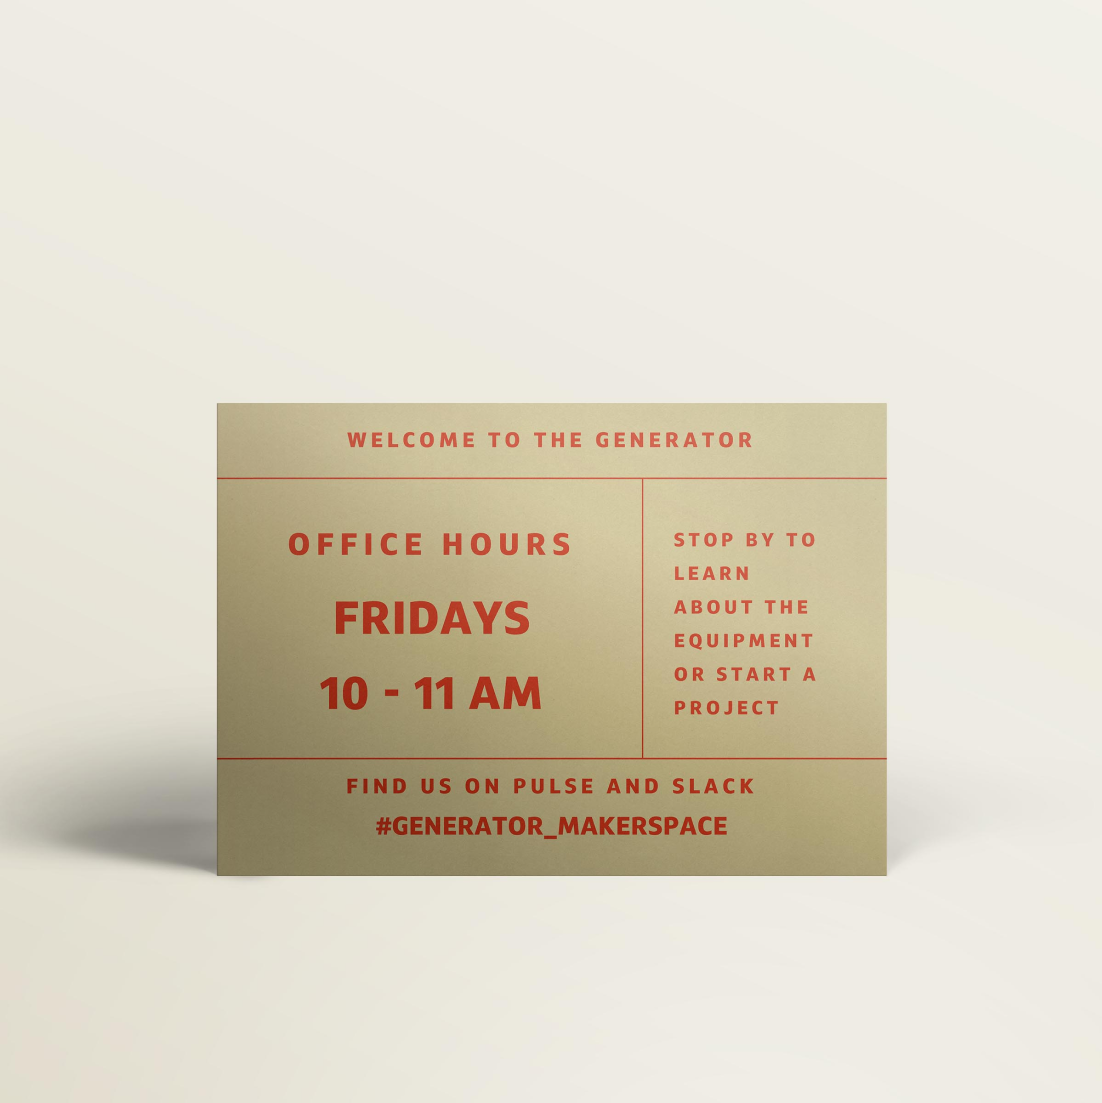 WELCOME TO THE GENERATOR
OFFICE HOURS
FRIDAYS
10 - 11 AM
STOP BY TO
LEARN
ABOUT THE
EQUIPMENT
OR START A
PROJECT
FIND US ON PULSE AND SLACK
#GENERATOR_MAKERSPACE